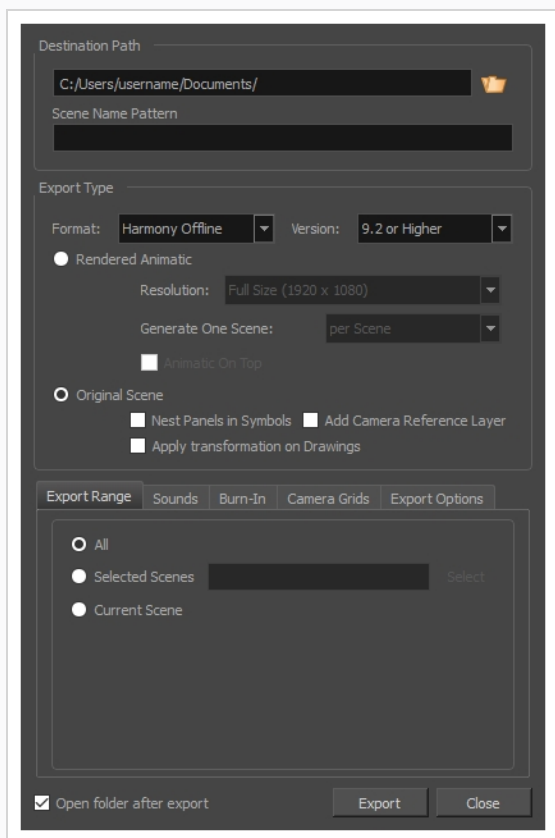 Destination Path
C:/Users/username/Documents/
Scene Name Pattern
Export Type
Format: Harmony Offline Version: 9.2 or Higher
Rendered Animatic
Resolution: Full Size (1920 x 1080)
Generate One Scene: per Scene
Animatic On Top
Original Scene
Nest Panels in Symbols Add Camera Reference Layer
Apply transformation on Drawings
Export Range Sounds Burn-In Camera Grids Export Options
All
Selected Scenes Select
Current Scene
Open folder after export Export Close